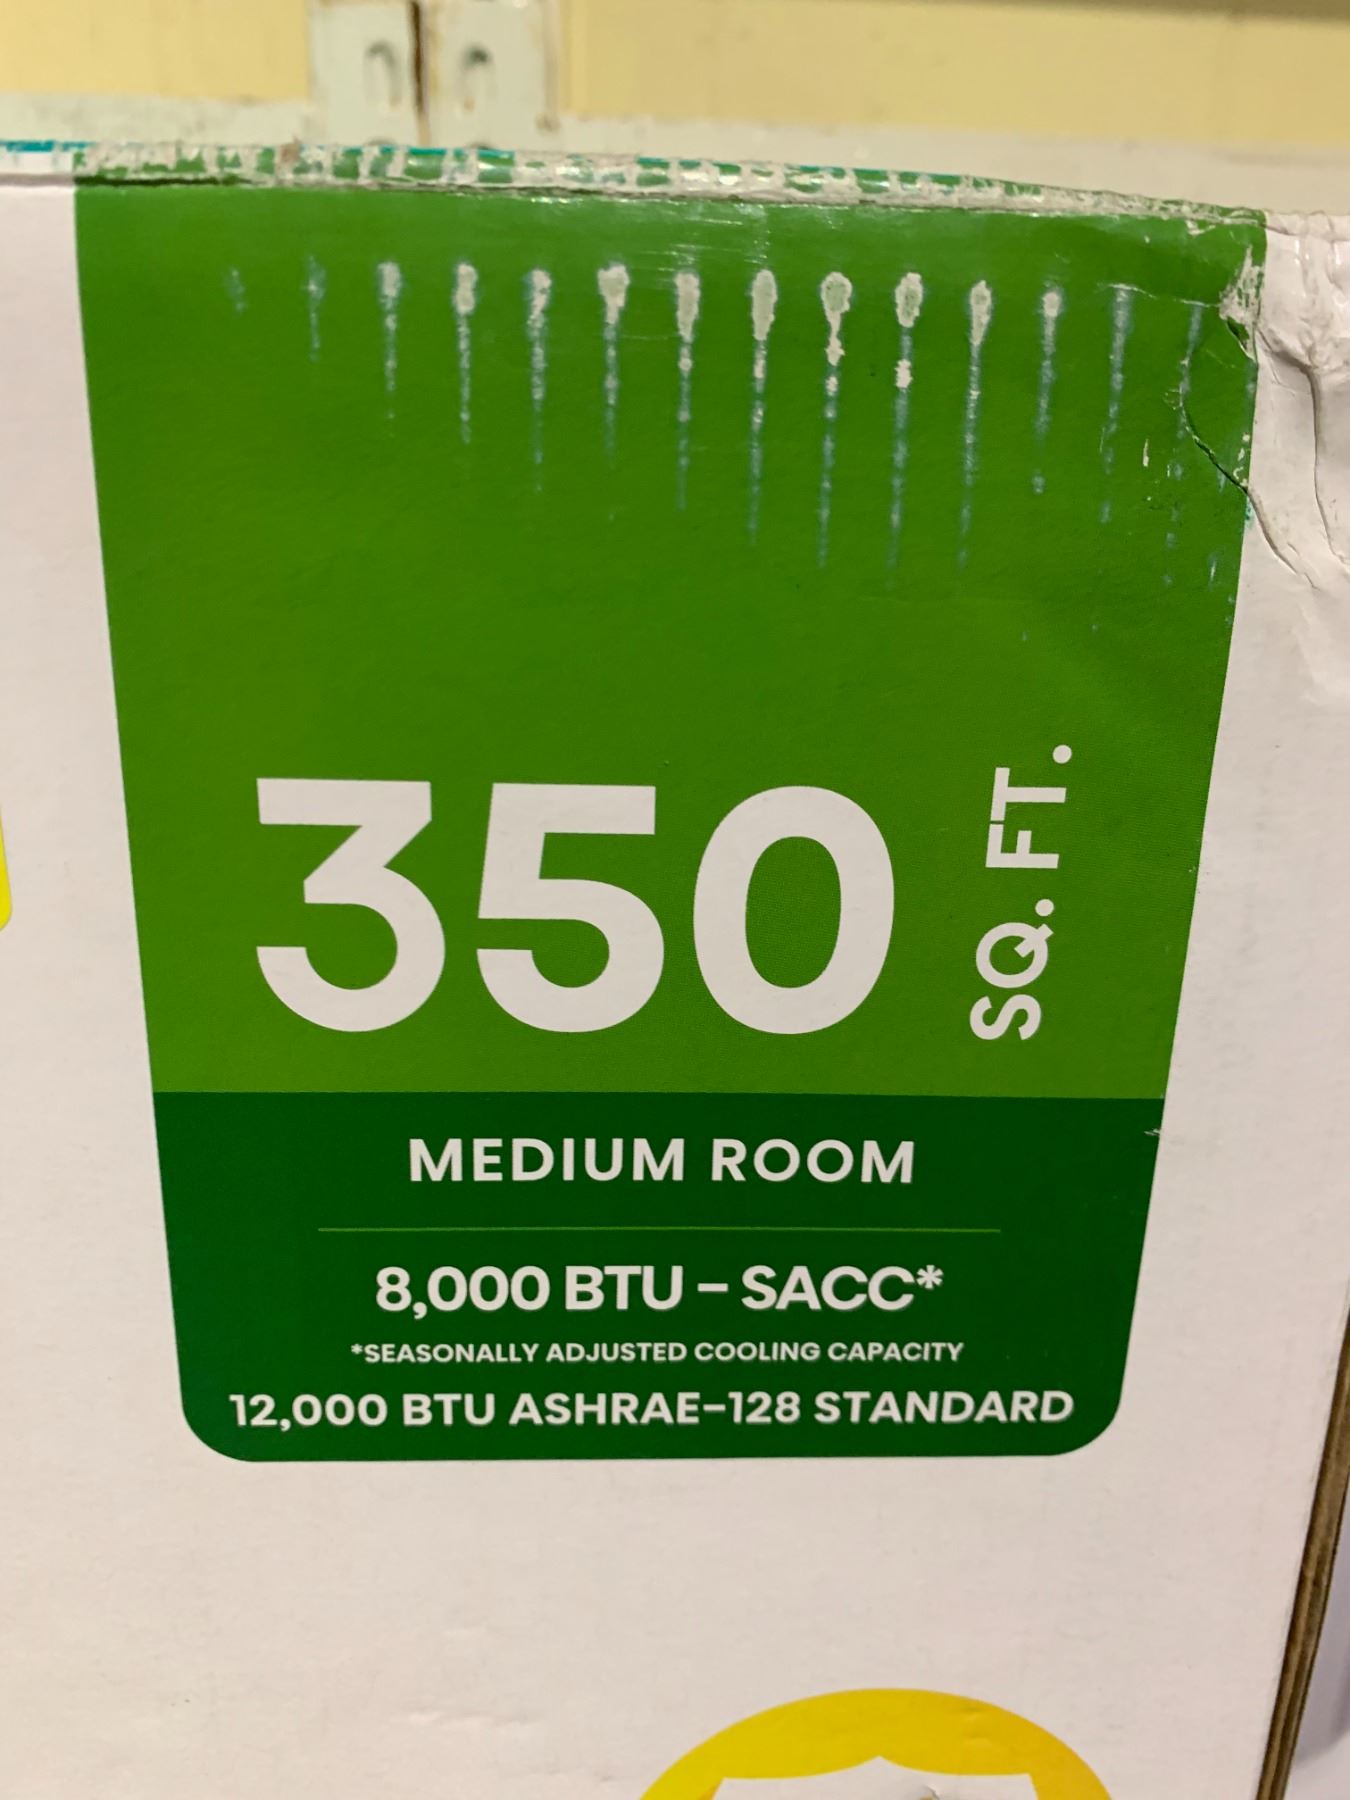 350
SQ. FT.
MEDIUM ROOM
8,000 BTU – SACC*
*SEASONALLY ADJUSTED COOLING CAPACITY
12,000 BTU ASHRAE–128 STANDARD